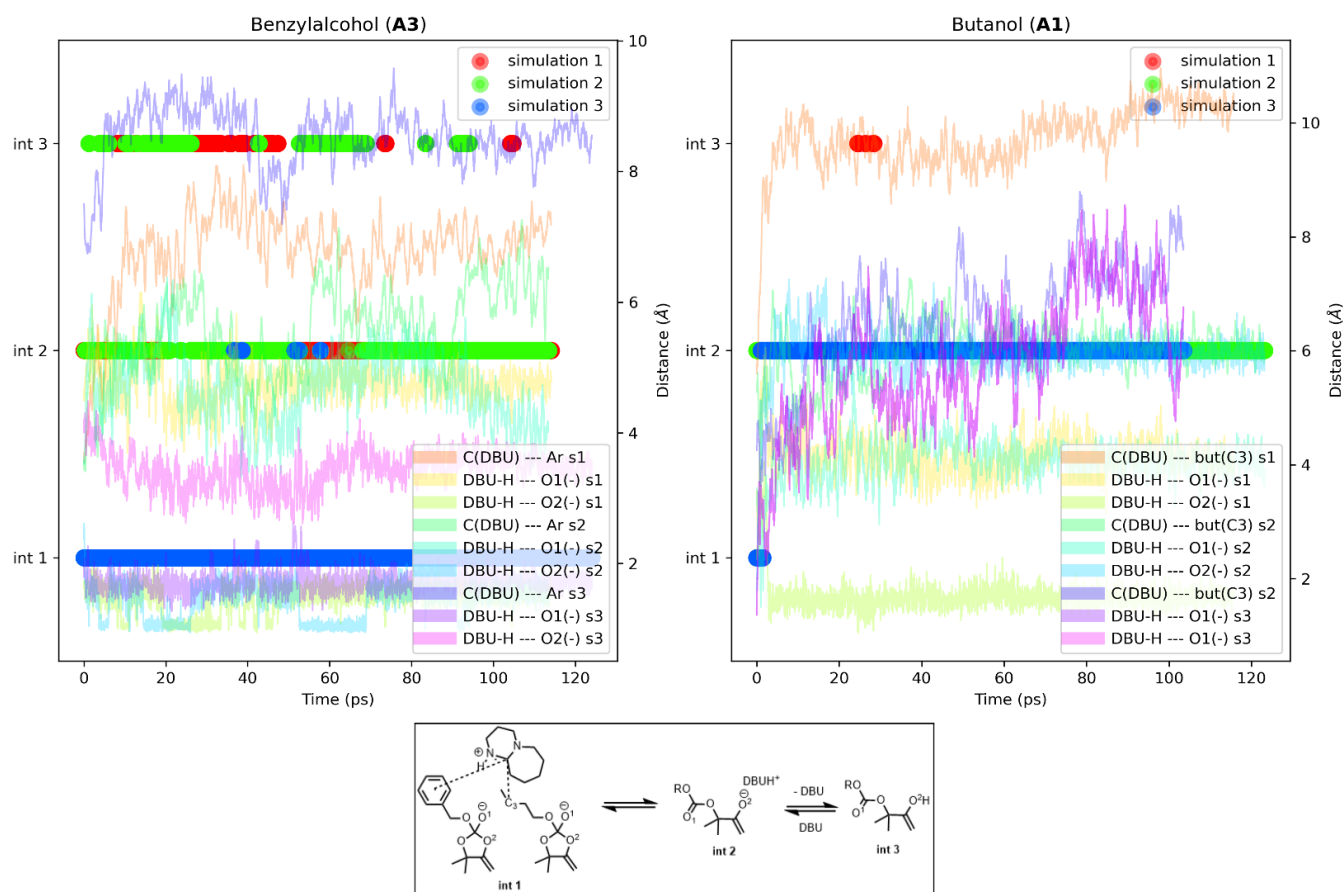 Benzylalcohol (A3)
simulation 1
simulation 2
simulation 3
int 3
int 2
int 1
10
8
6
4
2
Distance (Å)
C(DBU) --- Ar s1
DBU-H --- O1(-) s1
DBU-H --- O2(-) s1
C(DBU) --- Ar s2
DBU-H --- O1(-) s2
DBU-H --- O2(-) s2
C(DBU) --- Ar s3
DBU-H --- O1(-) s3
DBU-H --- O2(-) s3
0 20 40 60 80 100 120
Time (ps)
Butanol (A1)
simulation 1
simulation 2
simulation 3
int 3
int 2
int 1
10
8
6
4
2
Distance (Å)
C(DBU) --- but(C3) s1
DBU-H --- O1(-) s1
DBU-H --- O2(-) s1
C(DBU) --- but(C3) s2
DBU-H --- O1(-) s2
DBU-H --- O2(-) s2
C(DBU) --- but(C3) s2
DBU-H --- O1(-) s3
DBU-H --- O1(-) s3
0 20 40 60 80 100 120
Time (ps)
⊕
N N
H
C3
O ⊖O1
O O2
O ⊖O1
O O2
int 1
DBUH+
RO ⊖O2
O
O1
int 2
- DBU
DBU
RO O2H
O
O1
int 3